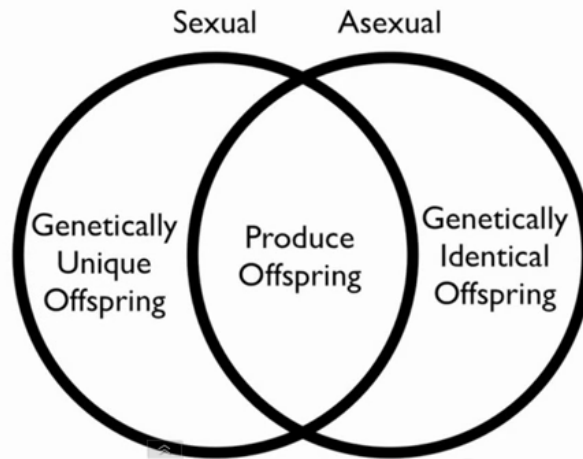 Sexual
Asexual
Genetically
Unique
Offspring
Produce
Offspring
Genetically
Identical
Offspring